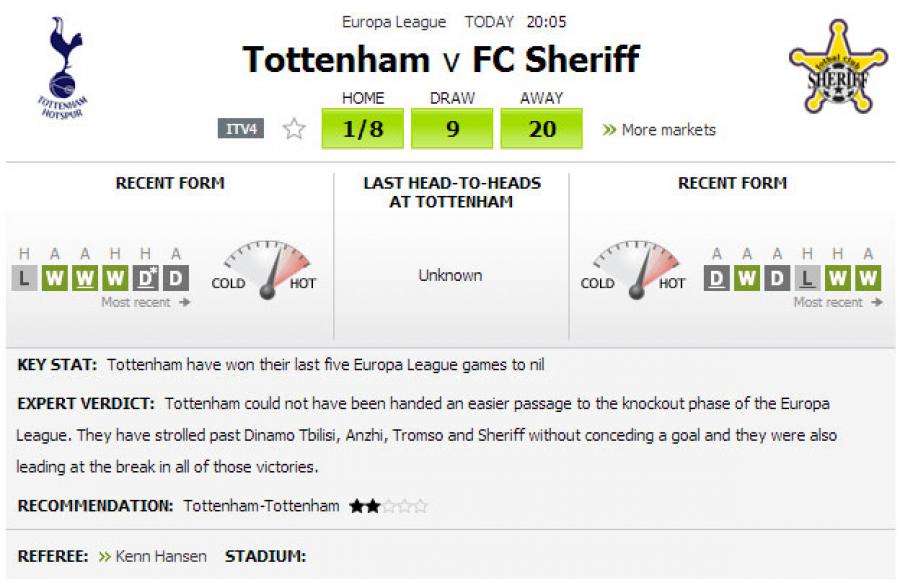 Europa League TODAY 20:05
TOTTENHAM
HOTSPUR
Tottenham v FC Sheriff
fotbal club
SHERIFF
HOME DRAW AWAY
ITV4 1/8 9 20 More markets
RECENT FORM
LAST HEAD-TO-HEADS
AT TOTTENHAM
RECENT FORM
H A A H H A
L W W W D* D
COLD HOT
Most recent
Unknown
COLD HOT
A A A H H A
D W D L W W
Most recent
KEY STAT: Tottenham have won their last five Europa League games to nil
EXPERT VERDICT: Tottenham could not have been handed an easier passage to the knockout phase of the Europa
League. They have strolled past Dinamo Tbilisi, Anzhi, Tromso and Sheriff without conceding a goal and they were also
leading at the break in all of those victories.
RECOMMENDATION: Tottenham-Tottenham
REFEREE: Kenn Hansen STADIUM: